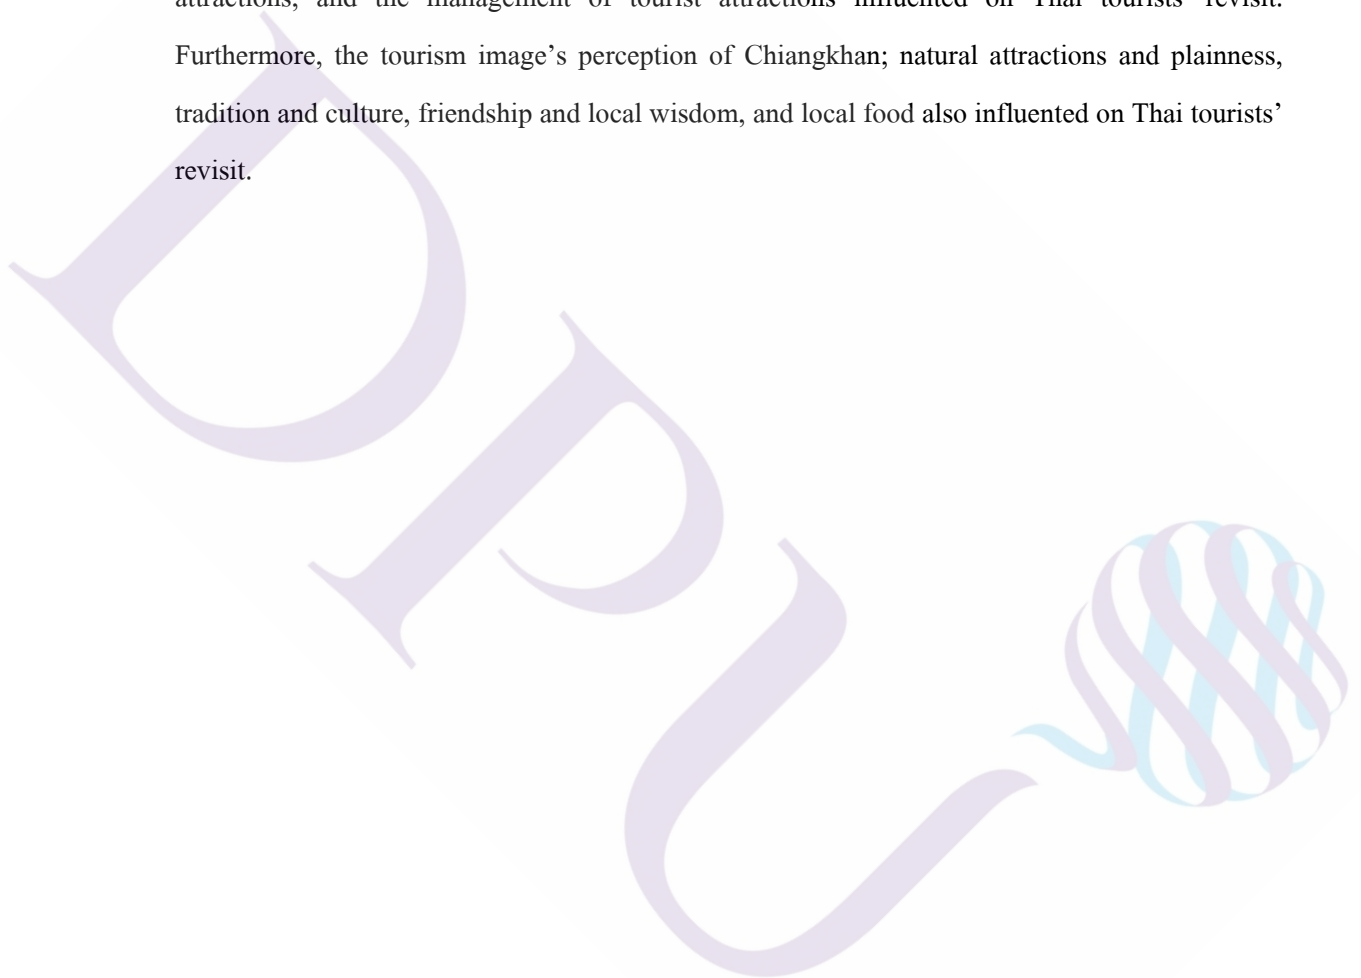 attractions, and the management of tourist attractions influented on Thai tourists' revisit.
Furthermore, the tourism image’s perception of Chiangkhan; natural attractions and plainness,
tradition and culture, friendship and local wisdom, and local food also influented on Thai tourists’
revisit.
DPU